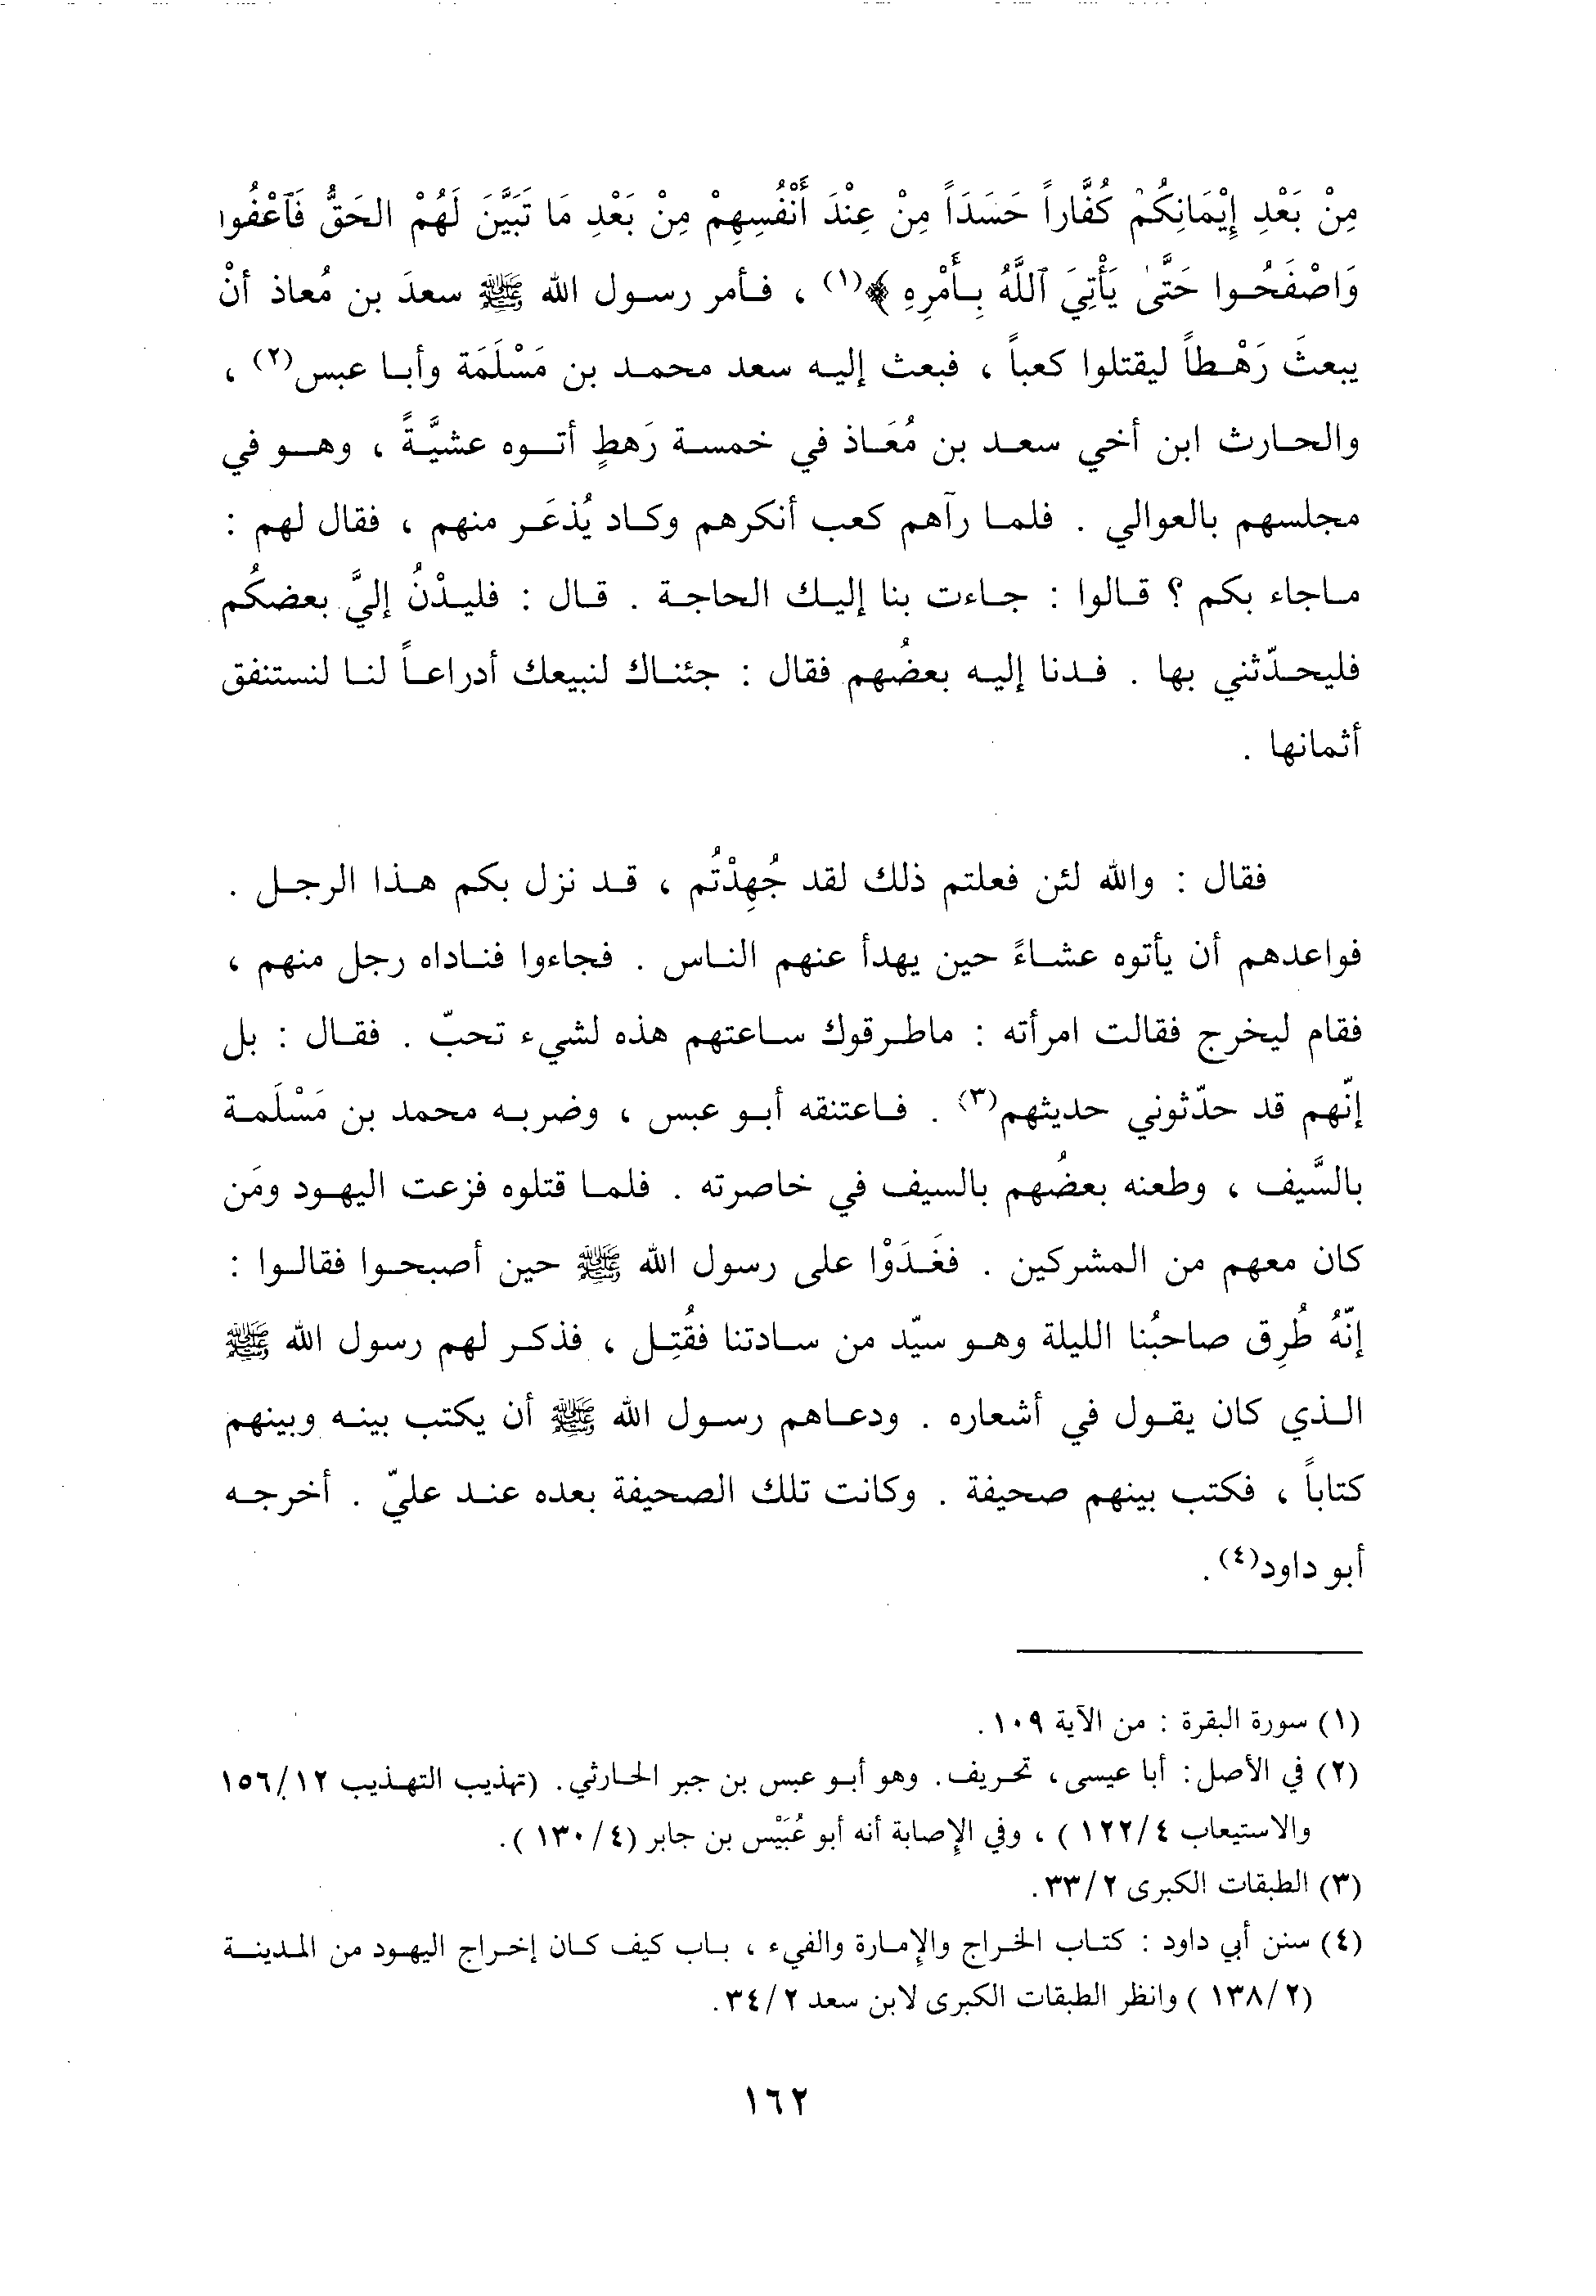 مِنْ بَعْدِ إِيْمَانِكُمْ كُفَّاراً حَسَدَاً مِنْ عِنْدَ أَنْفُسِهِمْ مِنْ بَعْدِ مَا تَبَيَّنَ لَهُمْ الحَقُّ فَآعْفُوا
وَاصْفَحُوا حَتَّىٰ يَأْتِيَ ٱللَّهُ بِأَمْرِهِ ﴾(١) ، فأمر رسول الله ﷺ سعدَ بن مُعاذ أنْ
يبعثَ رَهْطاً ليقتلوا كعباً ، فبعث إليه سعد محمد بن مَسْلَمَة وأبا عبس(٢) ،
والحارث ابن أخي سعد بن مُعَاذ في خمسة رَهطٍ أتوه عشيَّةً ، وهو في
مجلسهم بالعوالي . فلما رآهم كعب أنكرهم وكاد يُذعَر منهم ، فقال لهم :
ماجاء بكم ؟ قالوا : جاءت بنا إليك الحاجة . قال : فليدْنُ إليَّ بعضكُم
فليحدّثني بها . فدنا إليه بعضُهم فقال : جئناك لنبيعك أدراعاً لنا لنستنفق
أثمانها .
فقال : والله لئن فعلتم ذلك لقد جُهِدْتُم ، قد نزل بكم هذا الرجل .
فواعدهم أن يأتوه عشاءً حين يهدأ عنهم الناس . فجاءوا فناداه رجل منهم ،
فقام ليخرج فقالت امرأته : ماطرقوك ساعتهم هذه لشيء تحبّ . فقال : بل
إنّهم قد حدّثوني حديثهم(٣) . فاعتنقه أبو عبس ، وضربه محمد بن مَسْلَمة
بالسَّيف ، وطعنه بعضُهم بالسيف في خاصرته . فلما قتلوه فزعت اليهود ومَن
كان معهم من المشركين . فغَدَوْا على رسول الله ﷺ حين أصبحوا فقالوا :
إنّهُ طُرِق صاحبُنا الليلة وهو سيّد من سادتنا فقُتِل ، فذكر لهم رسول الله ﷺ
الذي كان يقول في أشعاره . ودعاهم رسول الله ﷺ أن يكتب بينه وبينهم
كتاباً ، فكتب بينهم صحيفة . وكانت تلك الصحيفة بعده عند عليّ . أخرجه
أبو داود(٤) .
(١) سورة البقرة : من الآية ١٠٩ .
(٢) في الأصل : أبا عيسى ، تحريف . وهو أبو عبس بن جبر الحارثي . (تهذيب التهذيب ١٥٦/١٢
والاستيعاب ١٢٢/٤ ) ، وفي الإصابة أنه أبو عُبَيْس بن جابر (١٣٠/٤ ) .
(٣) الطبقات الكبرى ٣٣/٢ .
(٤) سنن أبي داود : كتاب الخراج والإمارة والفيء ، باب كيف كان إخراج اليهود من المدينة
(١٣٨/٢ ) وانظر الطبقات الكبرى لابن سعد ٣٤/٢ .
١٦٢